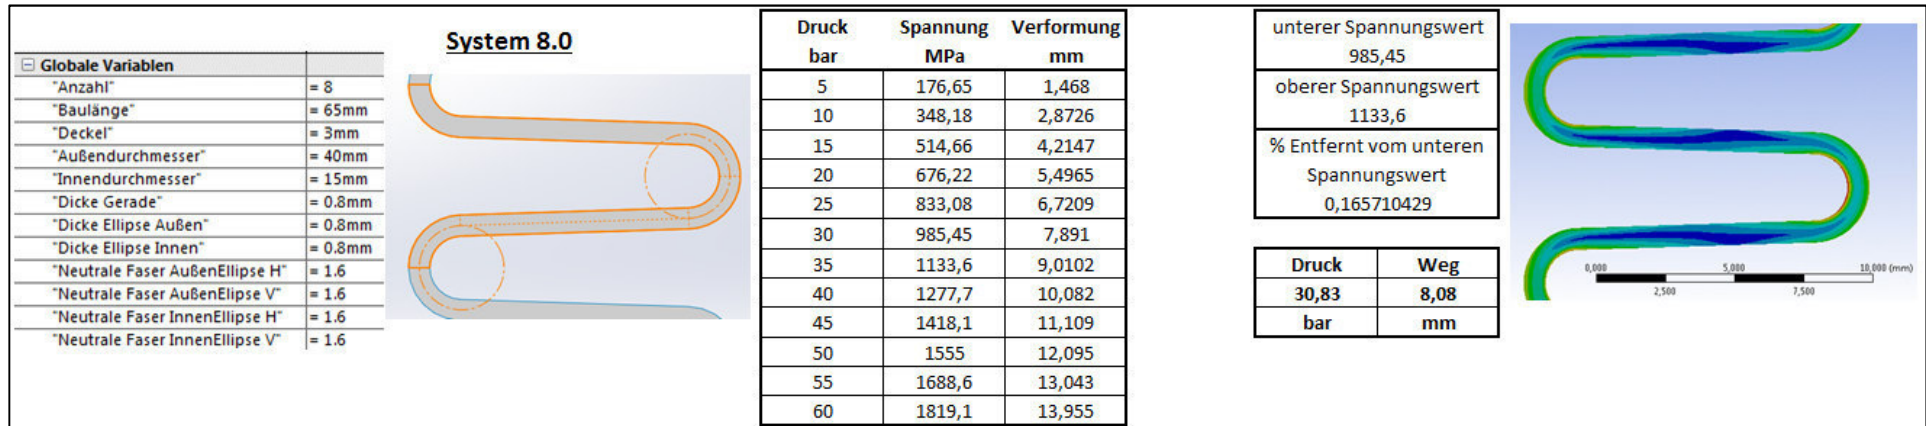 System 8.0
Globale Variablen
"Anzahl" = 8
"Baulänge" = 65mm
"Deckel" = 3mm
"Außendurchmesser" = 40mm
"Innendurchmesser" = 15mm
"Dicke Gerade" = 0.8mm
"Dicke Ellipse Außen" = 0.8mm
"Dicke Ellipse Innen" = 0.8mm
"Neutrale Faser AußenEllipse H" = 1.6
"Neutrale Faser AußenElipse V" = 1.6
"Neutrale Faser InnenEllipse H" = 1.6
"Neutrale Faser InnenEllipse V" = 1.6
Druck Spannung Verformung
bar MPa mm
5 176,65 1,468
10 348,18 2,8726
15 514,66 4,2147
20 676,22 5,4965
25 833,08 6,7209
30 985,45 7,891
35 1133,6 9,0102
40 1277,7 10,082
45 1418,1 11,109
50 1555 12,095
55 1688,6 13,043
60 1819,1 13,955
unterer Spannungswert
985,45
oberer Spannungswert
1133,6
% Entfernt vom unteren
Spannungswert
0,165710429
Druck Weg
30,83 8,08
bar mm
0,000 5,000 10,000 (mm)
2,500 7,500